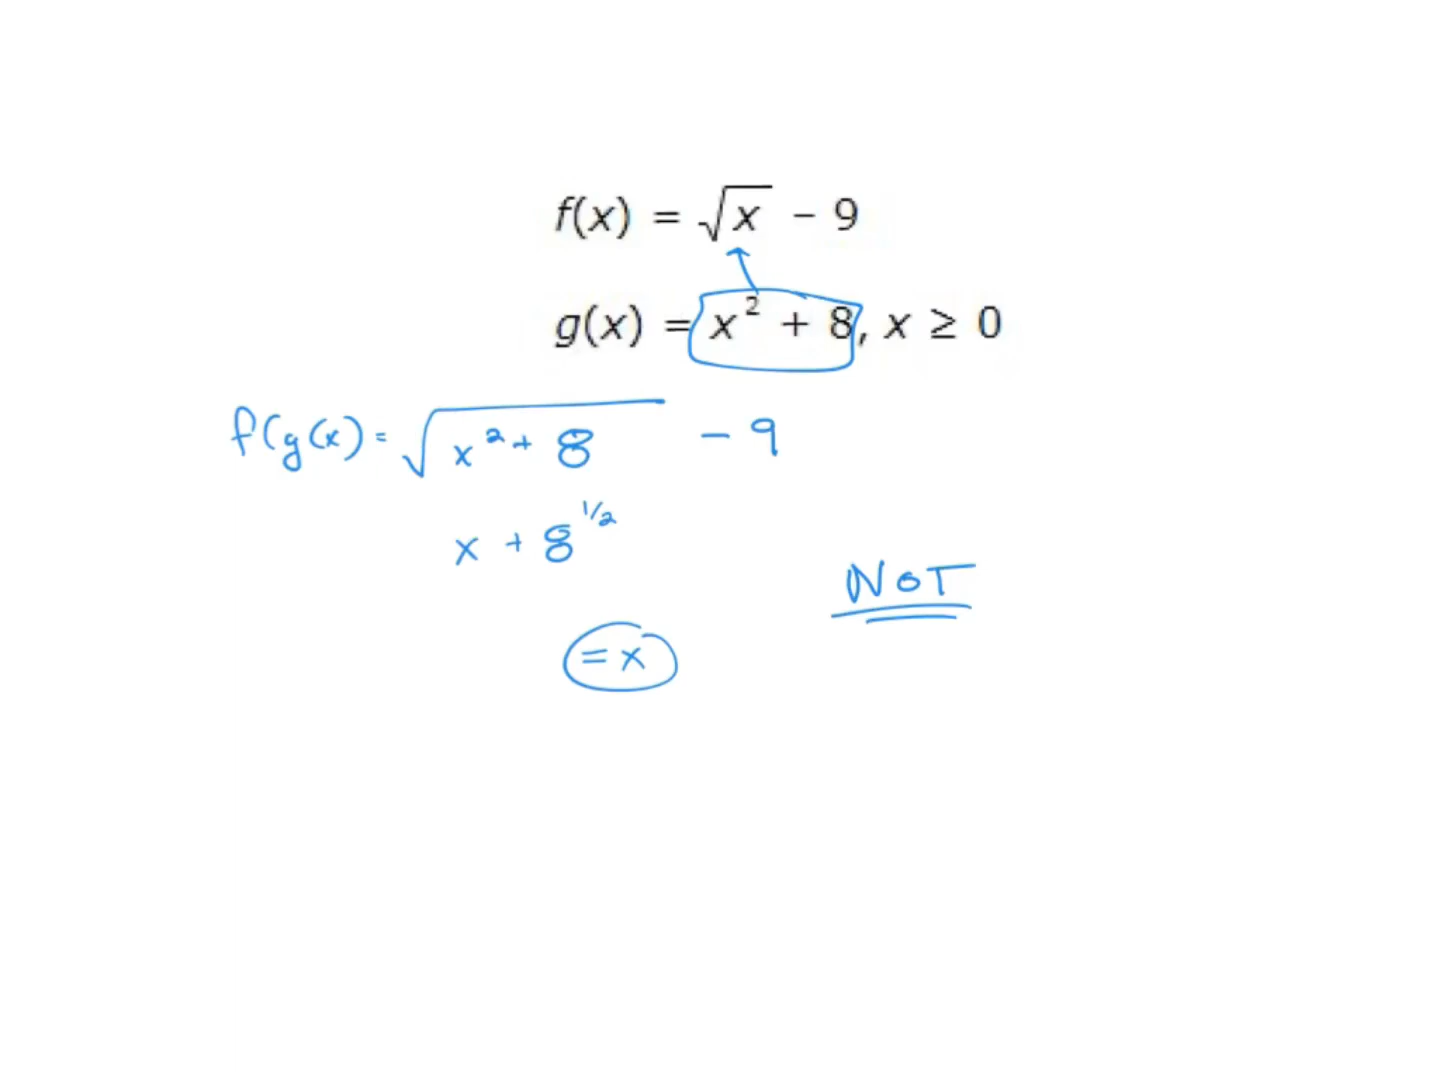 f(x) = √x − 9
g(x) = x² + 8, x ≥ 0
f(g(x) = √x² + 8 − 9
x + 8^1/2
NOT
= x